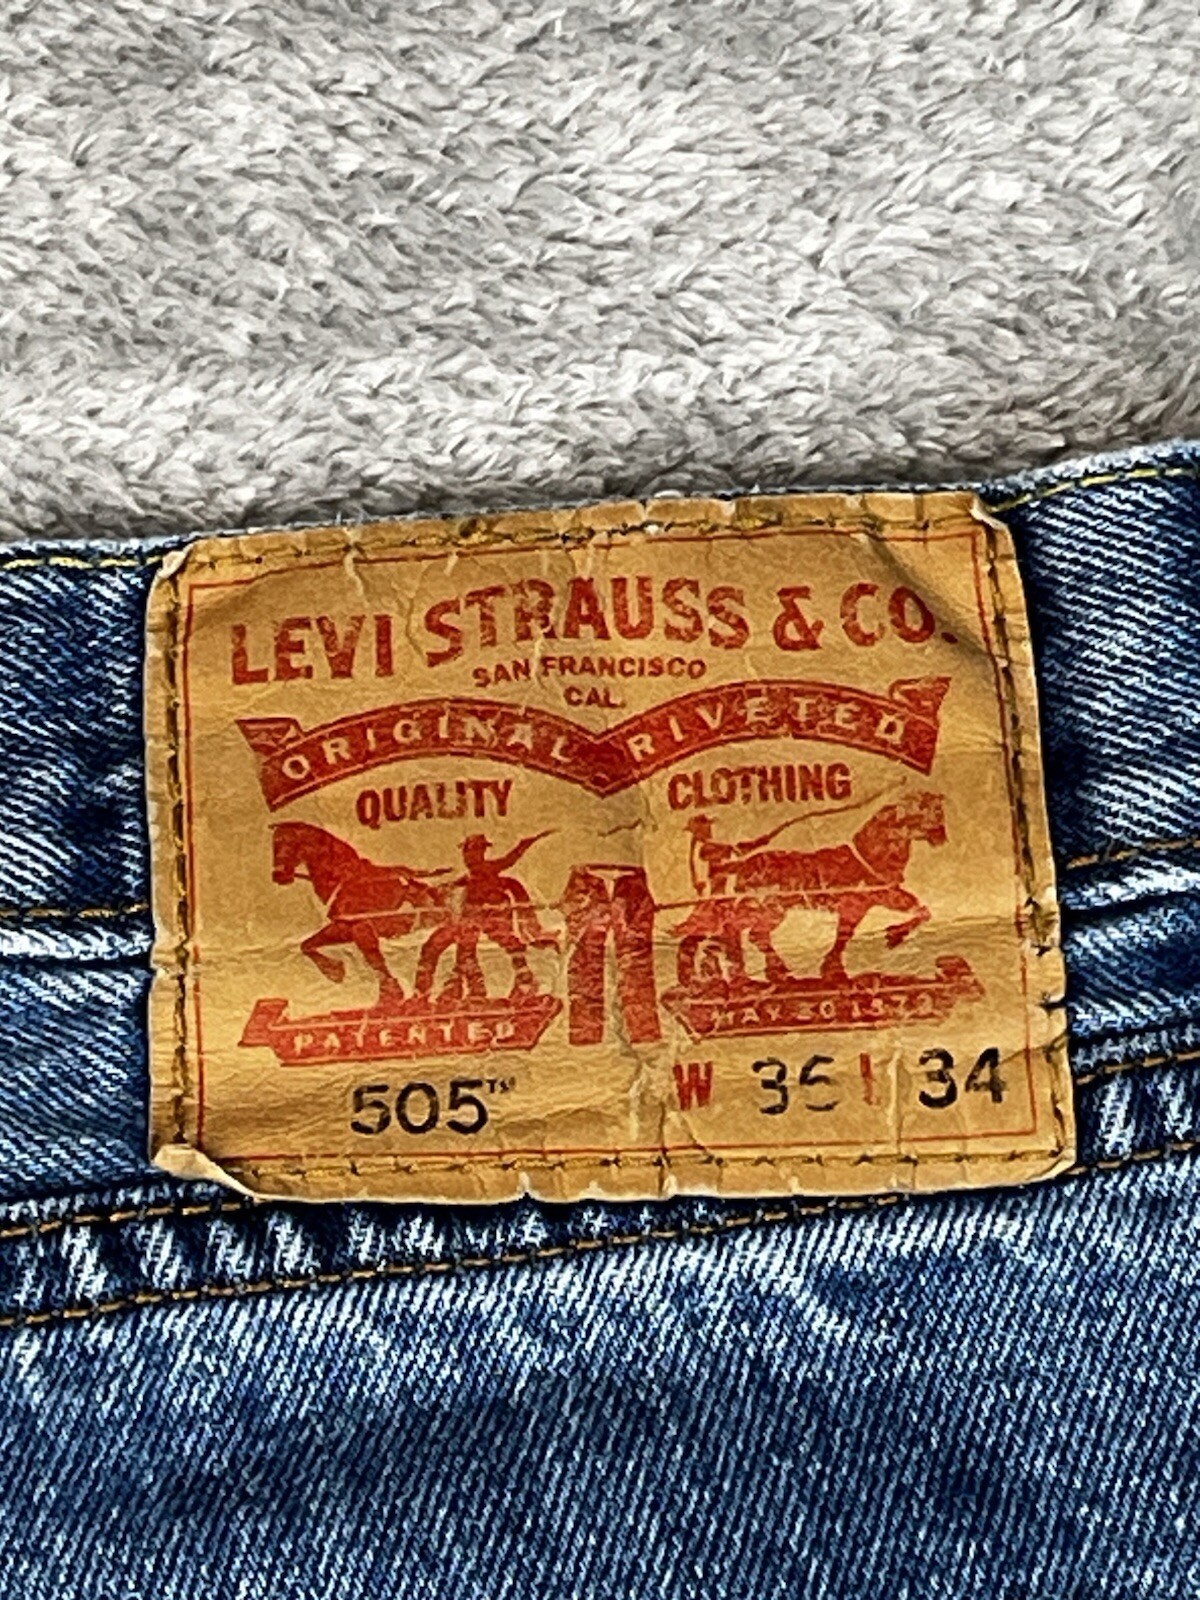 LEVI STRAUSS & CO.
SAN FRANCISCO
CAL.
ORIGINAL RIVETED
QUALITY CLOTHING
PATENTED MAY 20 1873
505™ W 36 L 34